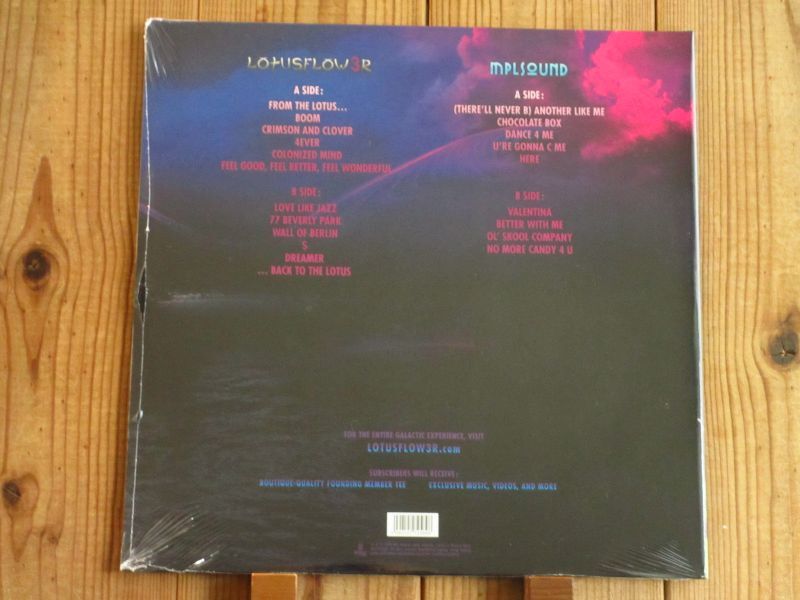 LOTUSFLOW3R
A SIDE:
FROM THE LOTUS...
BOOM
CRIMSON AND CLOVER
4EVER
COLONIZED MIND
FEEL GOOD, FEEL BETTER, FEEL WONDERFUL
B SIDE:
LOVE LIKE JAZZ
77 BEVERLY PARK
WALL OF BERLIN
$
DREAMER
... BACK TO THE LOTUS
MPLSOUND
A SIDE:
(THERE'LL NEVER B) ANOTHER LIKE ME
CHOCOLATE BOX
DANCE 4 ME
U'RE GONNA C ME
HERE
B SIDE:
VALENTINA
BETTER WITH ME
OL' SKOOL COMPANY
NO MORE CANDY 4 U
FOR THE ENTIRE GALACTIC EXPERIENCE, VISIT
LOTUSFLOW3R.com
SUBSCRIBERS WILL RECEIVE:
BOUTIQUE-QUALITY FOUNDING MEMBER TEE EXCLUSIVE MUSIC, VIDEOS, AND MORE